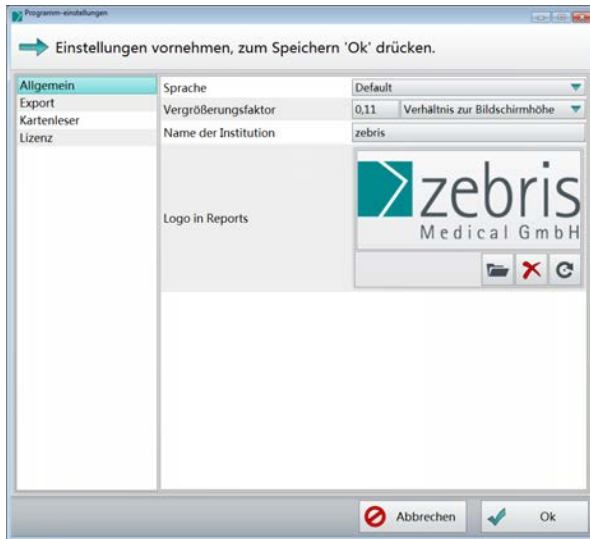 Programm-einstellungen
Einstellungen vornehmen, zum Speichern 'Ok' drücken.
Allgemein
Export
Kartenleser
Lizenz
Sprache
Default
Vergrößerungsfaktor
0,11
Verhältnis zur Bildschirmhöhe
Name der Institution
zebris
Logo in Reports
zebris
Medical GmbH
Abbrechen
Ok